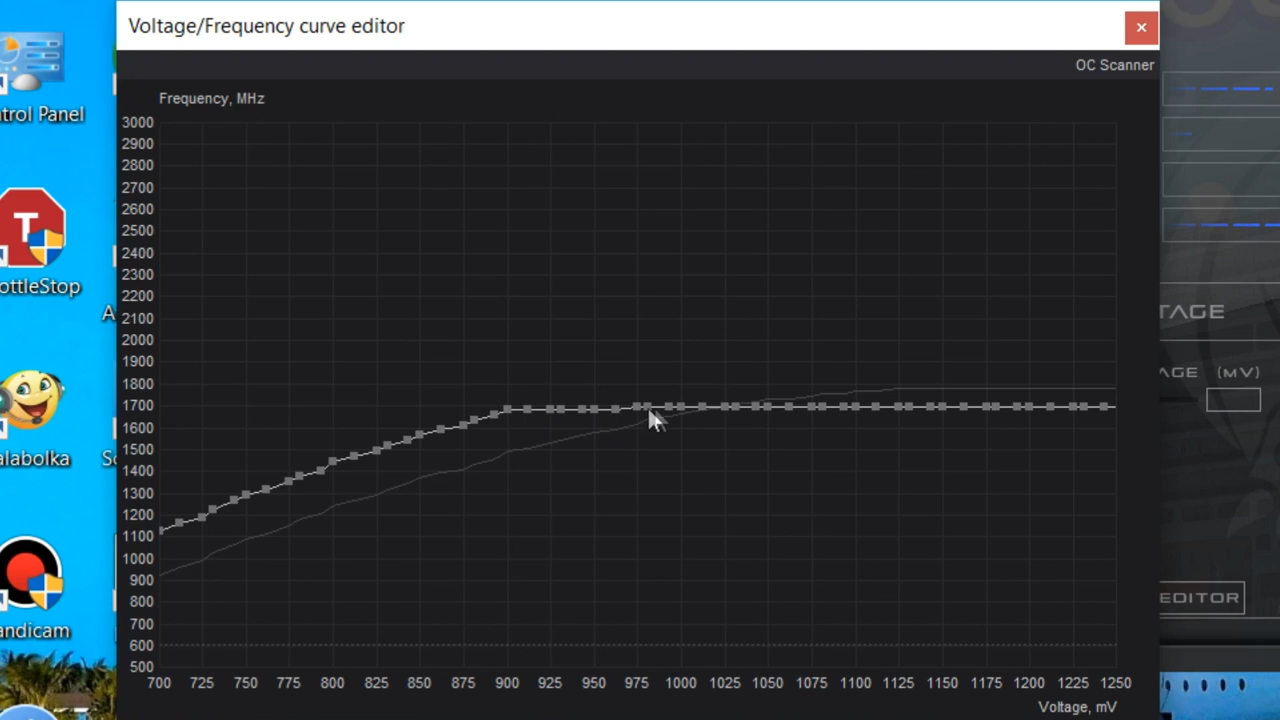 Voltage/Frequency curve editor
OC Scanner
Frequency, MHz
3000
2900
2800
2700
2600
2500
2400
2300
2200
2100
2000
1900
1800
1700
1600
1500
1400
1300
1200
1100
1000
900
800
700
600
500
700 725 750 775 800 825 850 875 900 925 950 975 1000 1025 1050 1075 1100 1125 1150 1175 1200 1225 1250
Voltage, mV
trol Panel
T
ottleStop
A
alabolka
So
andicam
TAGE
AGE (MV)
EDITOR